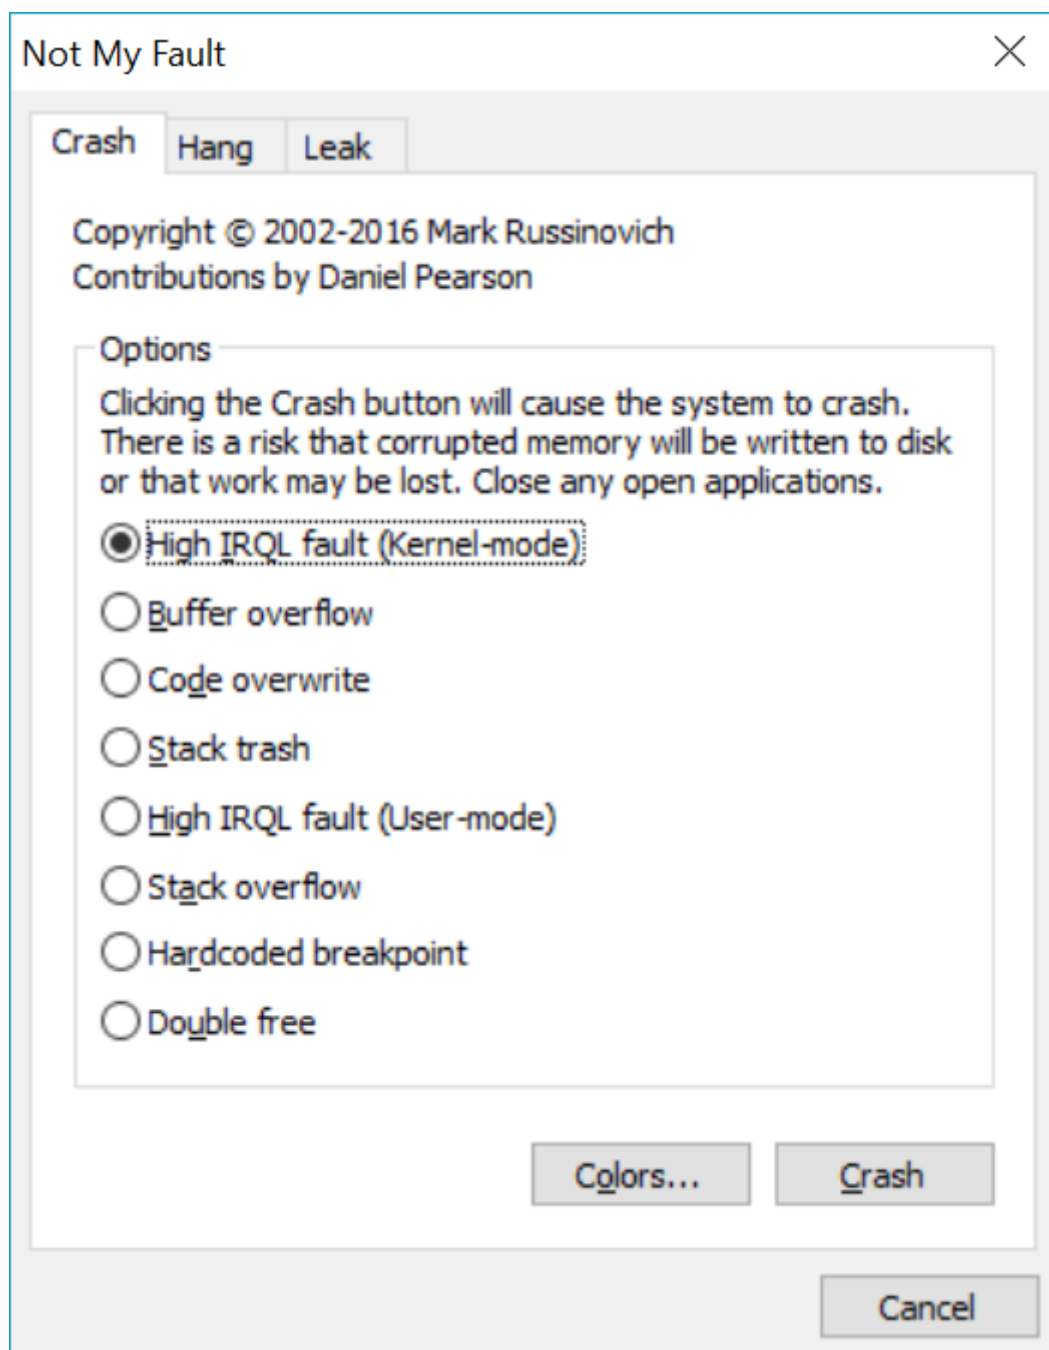 Not My Fault
Crash Hang Leak
Copyright © 2002-2016 Mark Russinovich
Contributions by Daniel Pearson
Options
Clicking the Crash button will cause the system to crash.
There is a risk that corrupted memory will be written to disk
or that work may be lost. Close any open applications.
High IRQL fault (Kernel-mode)
Buffer overflow
Code overwrite
Stack trash
High IRQL fault (User-mode)
Stack overflow
Hardcoded breakpoint
Double free
Colors... Crash
Cancel